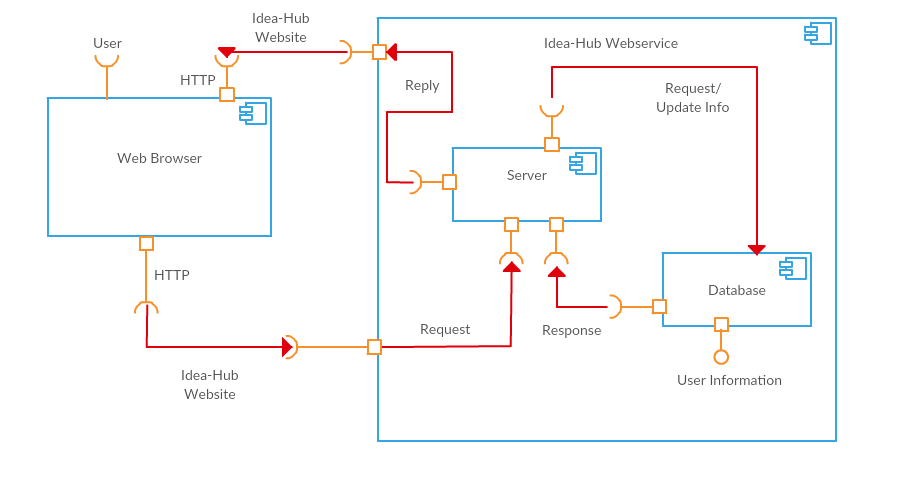 Idea-Hub
Website
User
Idea-Hub Webservice
HTTP
Reply
Request/
Update Info
Web Browser
Server
HTTP
Database
Request
Response
Idea-Hub
Website
User Information